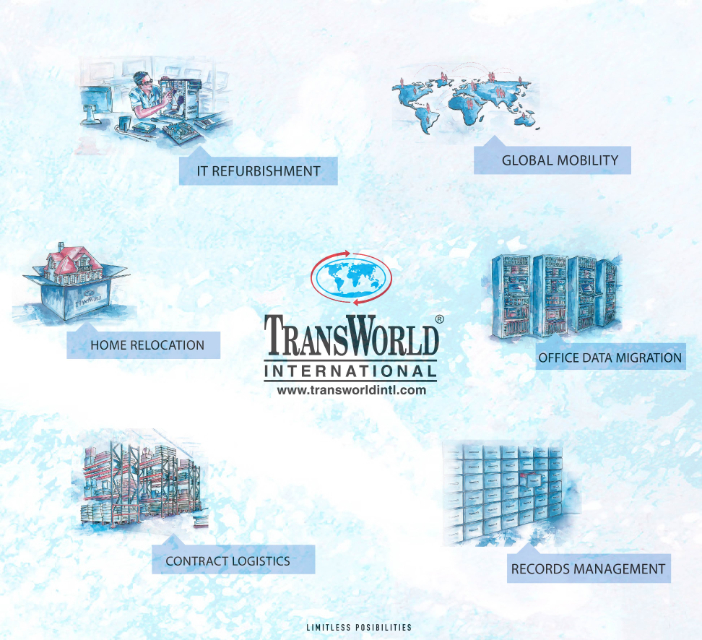 IT REFURBISHMENT
GLOBAL MOBILITY
HOME RELOCATION
TRANSWORLD®
INTERNATIONAL
www.transworldintl.com
OFFICE DATA MIGRATION
CONTRACT LOGISTICS
RECORDS MANAGEMENT
LIMITLESS POSIBILITIES